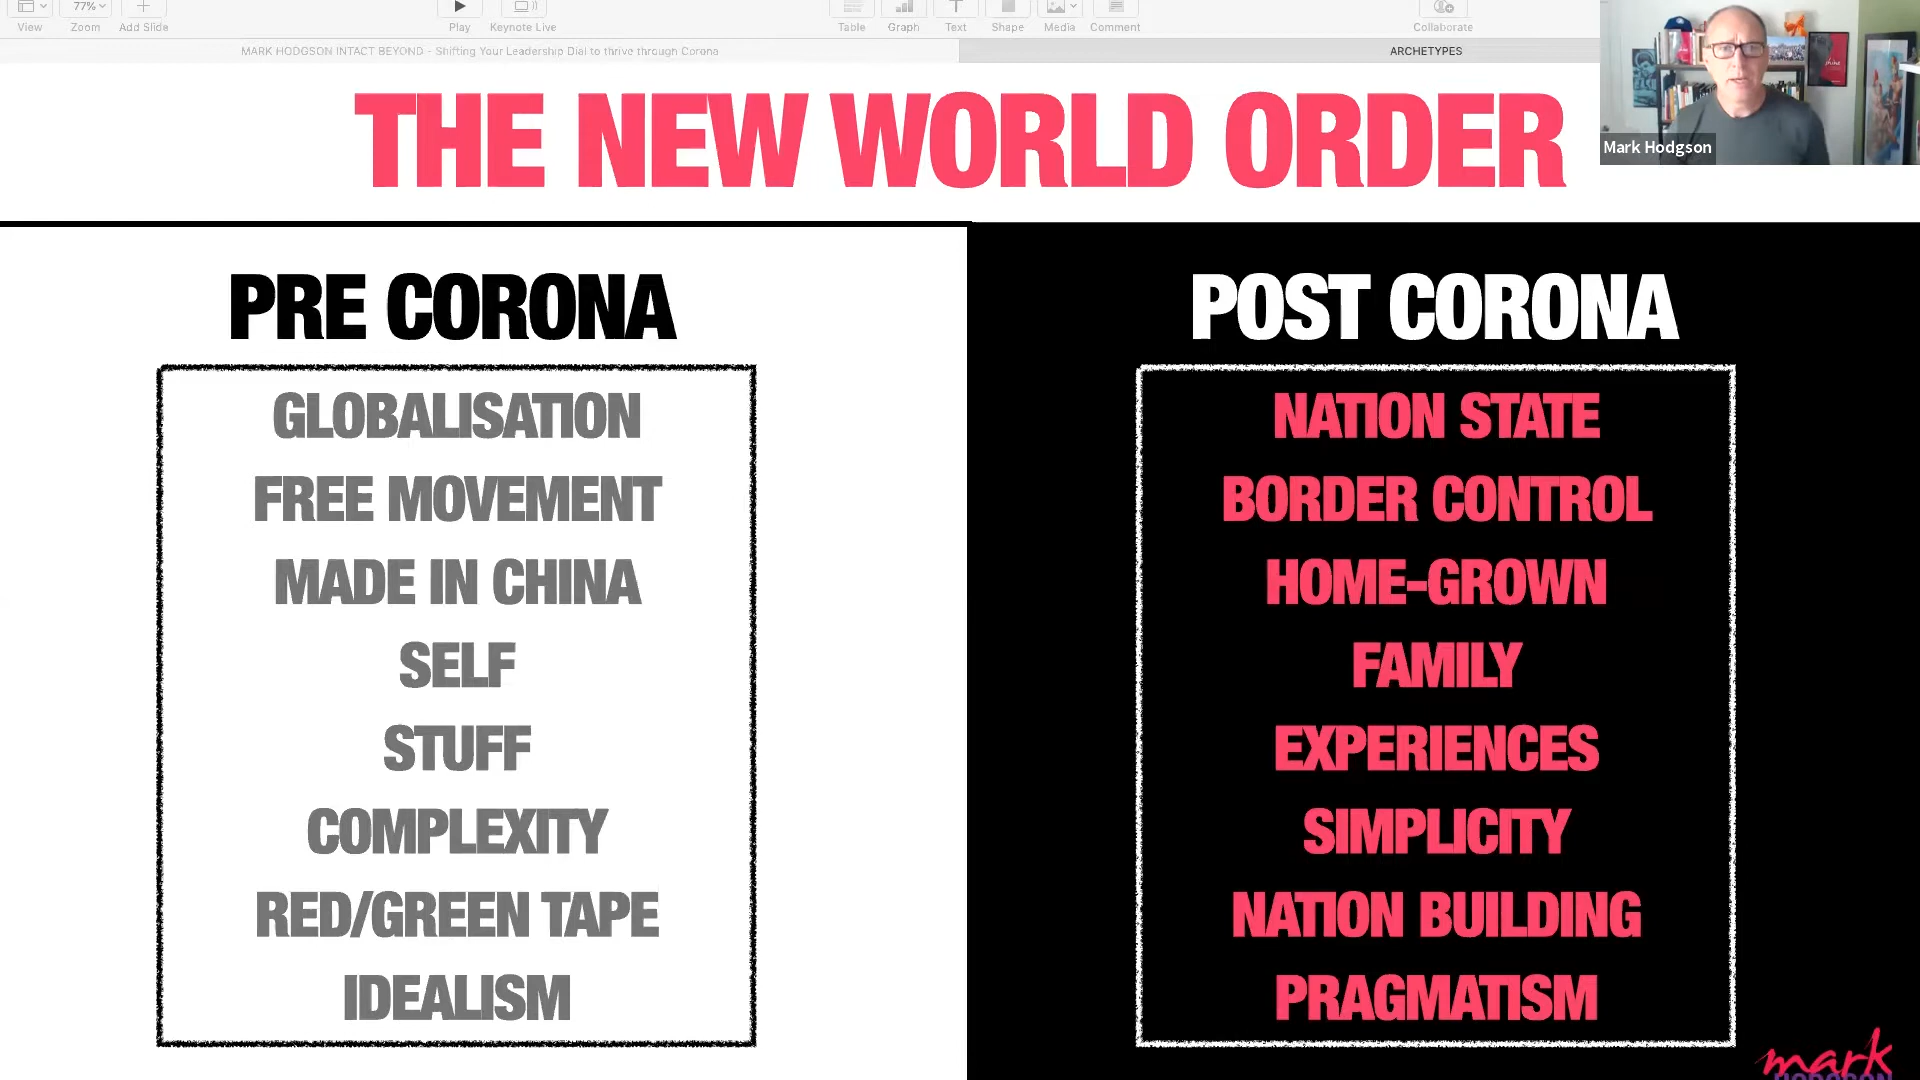 77%
View
Zoom
Add Slide
Play
Keynote Live
Table
Graph
Text
Shape
Media
Comment
Collaborate
MARK HODGSON INTACT BEYOND - Shifting Your Leadership Dial to thrive through Corona
ARCHETYPES
Mark Hodgson
THE NEW WORLD ORDER
PRE CORONA
GLOBALISATION
FREE MOVEMENT
MADE IN CHINA
SELF
STUFF
COMPLEXITY
RED/GREEN TAPE
IDEALISM
POST CORONA
NATION STATE
BORDER CONTROL
HOME-GROWN
FAMILY
EXPERIENCES
SIMPLICITY
NATION BUILDING
PRAGMATISM
mark
HODGSON